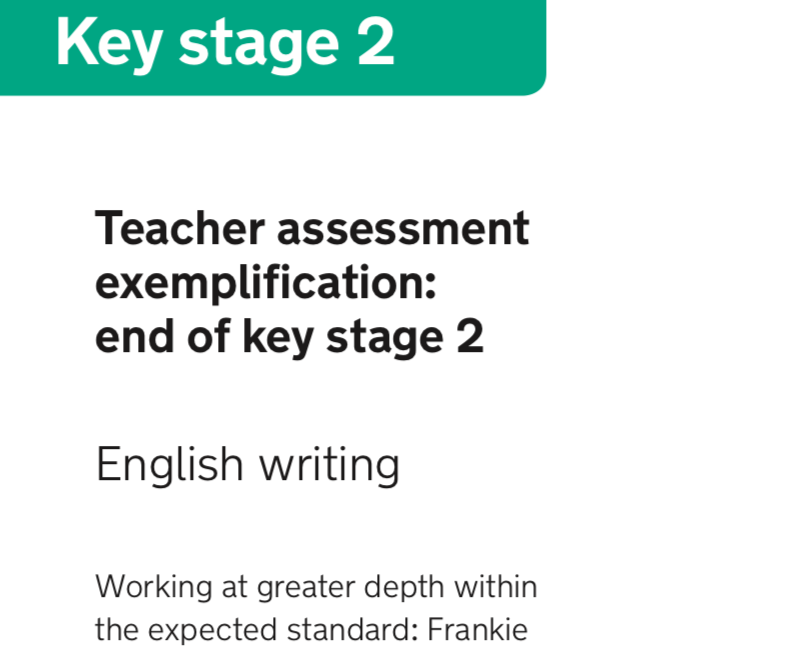 Key stage 2
Teacher assessment
exemplification:
end of key stage 2
English writing
Working at greater depth within
the expected standard: Frankie